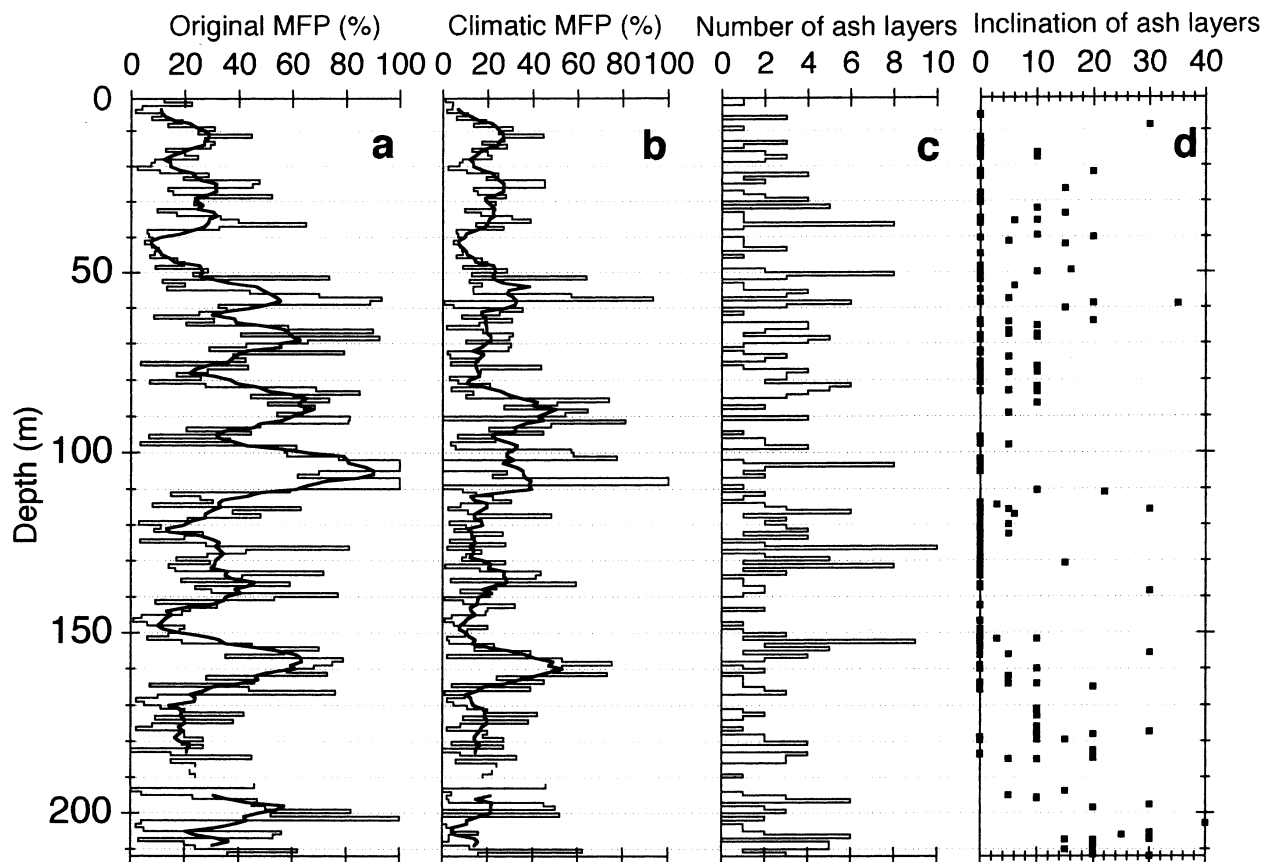 Original MFP (%) Climatic MFP (%) Number of ash layers Inclination of ash layers
0 20 40 60 80 100 0 20 40 60 80 100 0 2 4 6 8 10 0 10 20 30 40
0
a b c d
50
100
150
200
Depth (m)